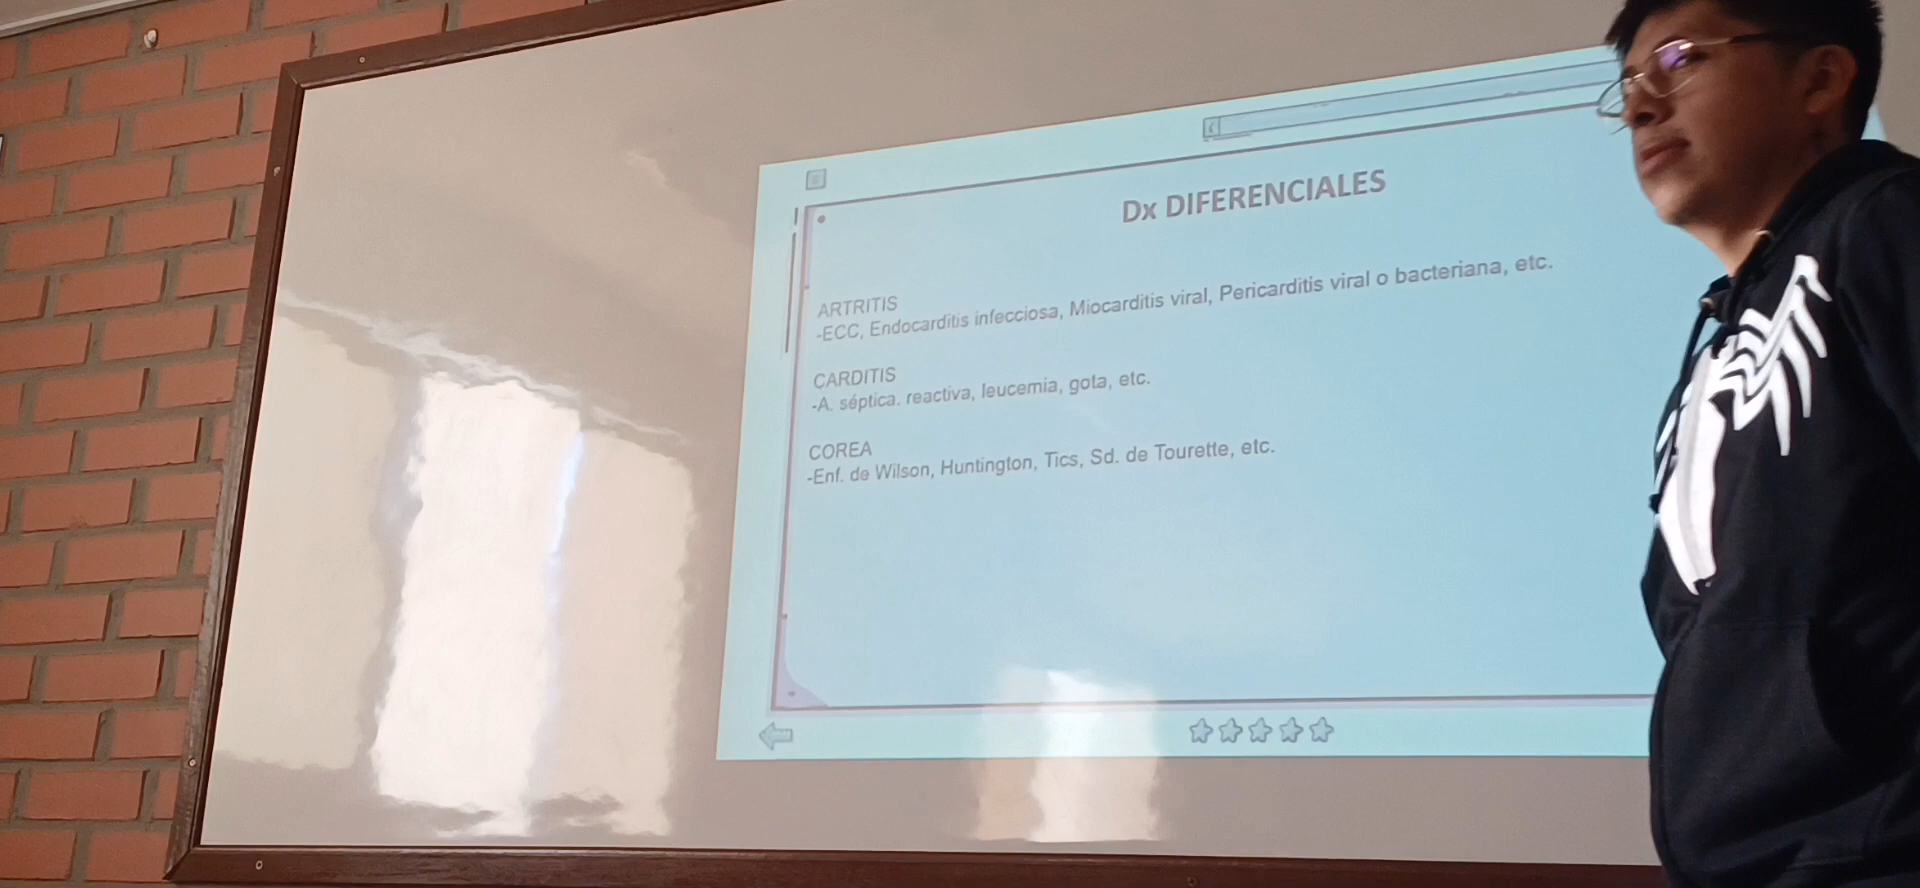 Dx DIFERENCIALES
ARTRITIS
-ECC, Endocarditis infecciosa, Miocarditis viral, Pericarditis viral o bacteriana, etc.
CARDITIS
-A. séptica. reactiva, leucemia, gota, etc.
COREA
-Enf. de Wilson, Huntington, Tics, Sd. de Tourette, etc.